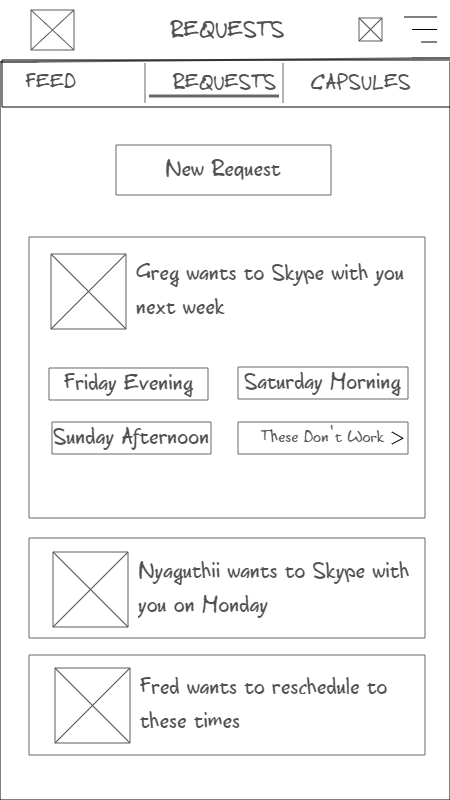 REQUESTS
FEED REQUESTS CAPSULES
New Request
Greg wants to Skype with you
next week
Friday Evening Saturday Morning
Sunday Afternoon These Don't Work >
Nyaguthii wants to Skype with
you on Monday
Fred wants to reschedule to
these times